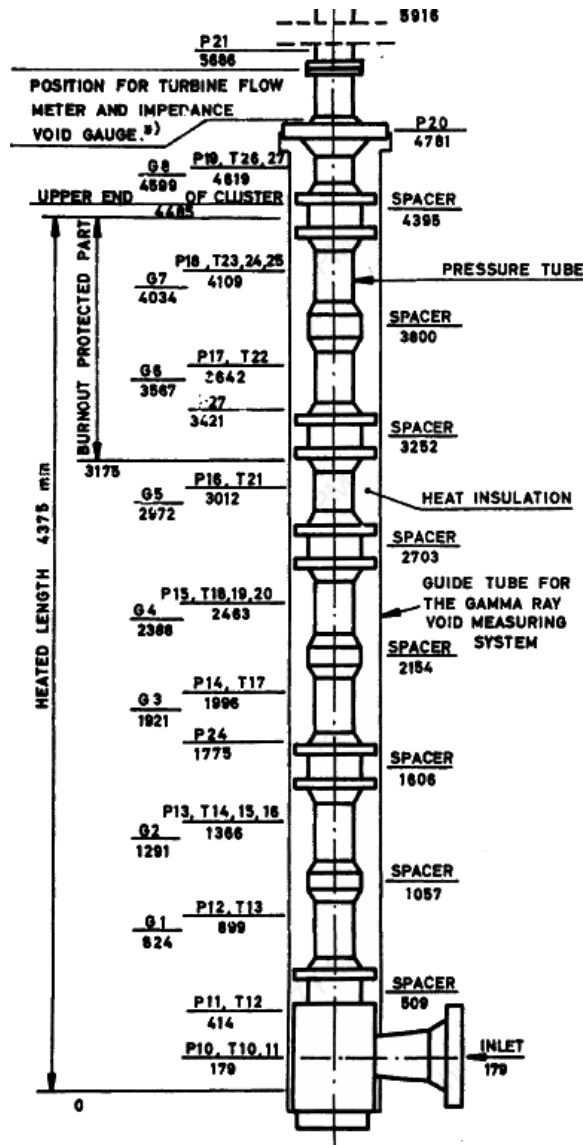 5916
P21
5686
POSITION FOR TURBINE FLOW
METER AND IMPEDANCE
VOID GAUGE.
P20
4781
P19, T26, 27
4619
G8
4599
UPPER END OF CLUSTER
4485
SPACER
4395
P18, T23,24,25
4109
G7
4034
PRESSURE TUBE
SPACER
3800
P17, T22
3642
G6
3567
27
3421
SPACER
3252
BURNOUT PROTECTED PART
3175
P16, T21
3012
G5
2972
HEAT INSULATION
SPACER
2703
HEATED LENGTH 4375 mm
P15, T18,19,20
2463
G4
2388
GUIDE TUBE FOR
THE GAMMA RAY
VOID MEASURING
SYSTEM
SPACER
2154
P14, T17
1996
G3
1921
P24
1775
SPACER
1606
P13, T14, 15, 16
1366
G2
1291
SPACER
1057
P12, T13
899
G1
824
SPACER
509
P11, T12
414
P10, T10, 11
179
INLET
179
0